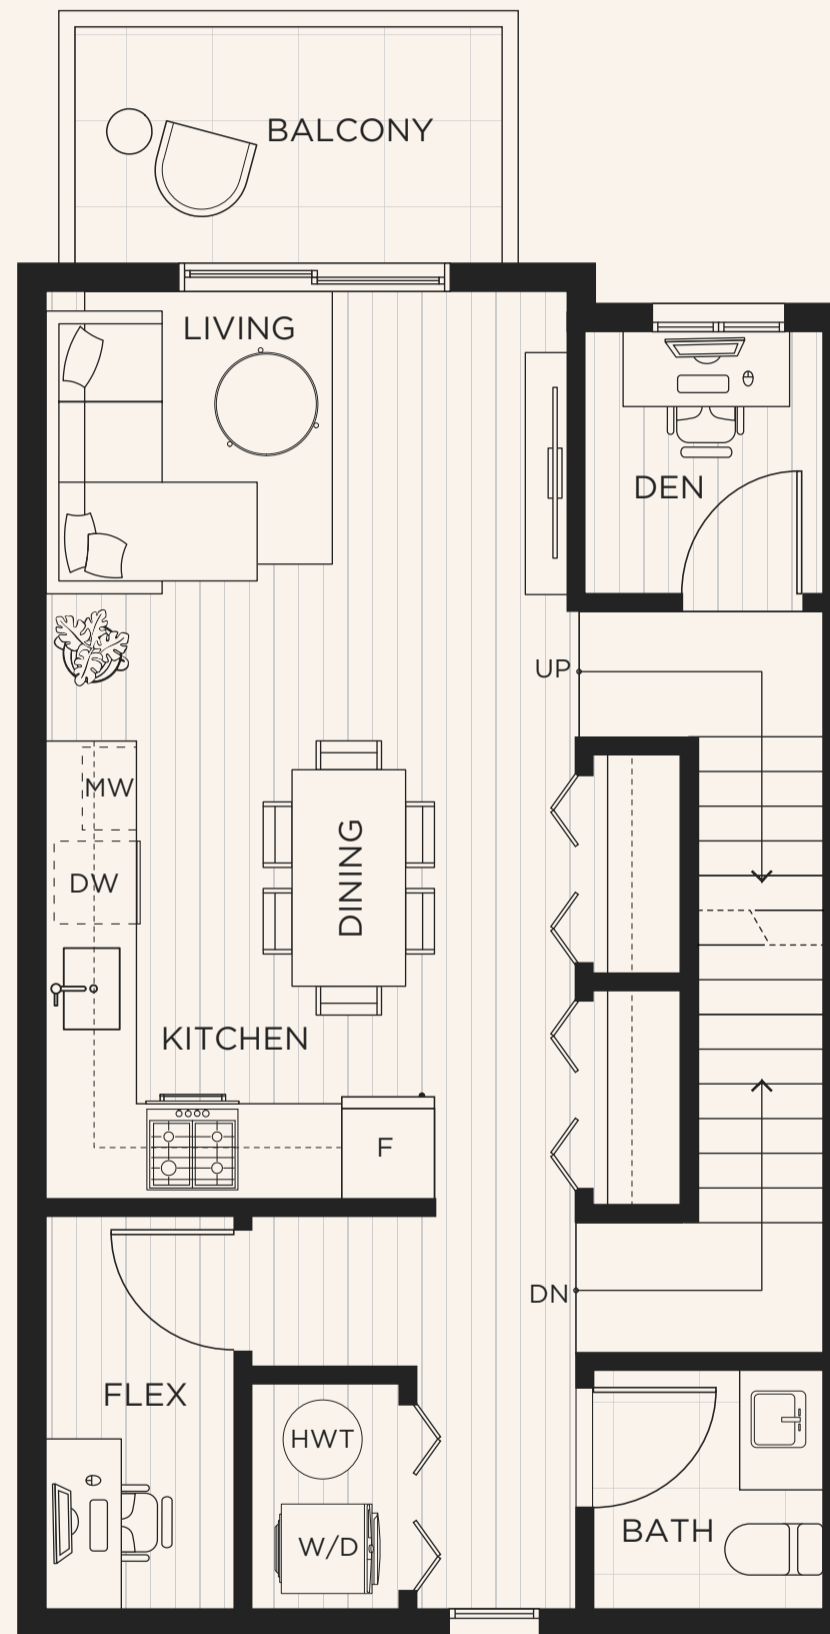 BALCONY
LIVING
DEN
UP
MW
DW
DINING
KITCHEN
F
DN
FLEX
HWT
W/D
BATH